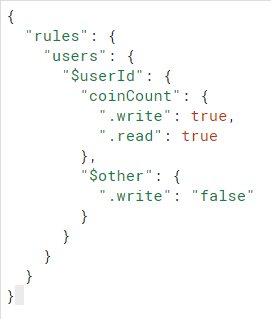 {
  "rules": {
    "users": {
      "$userId": {
        "coinCount": {
          ".write": true,
          ".read": true
        },
        "$other": {
          ".write": "false"
        }
      }
    }
  }
}